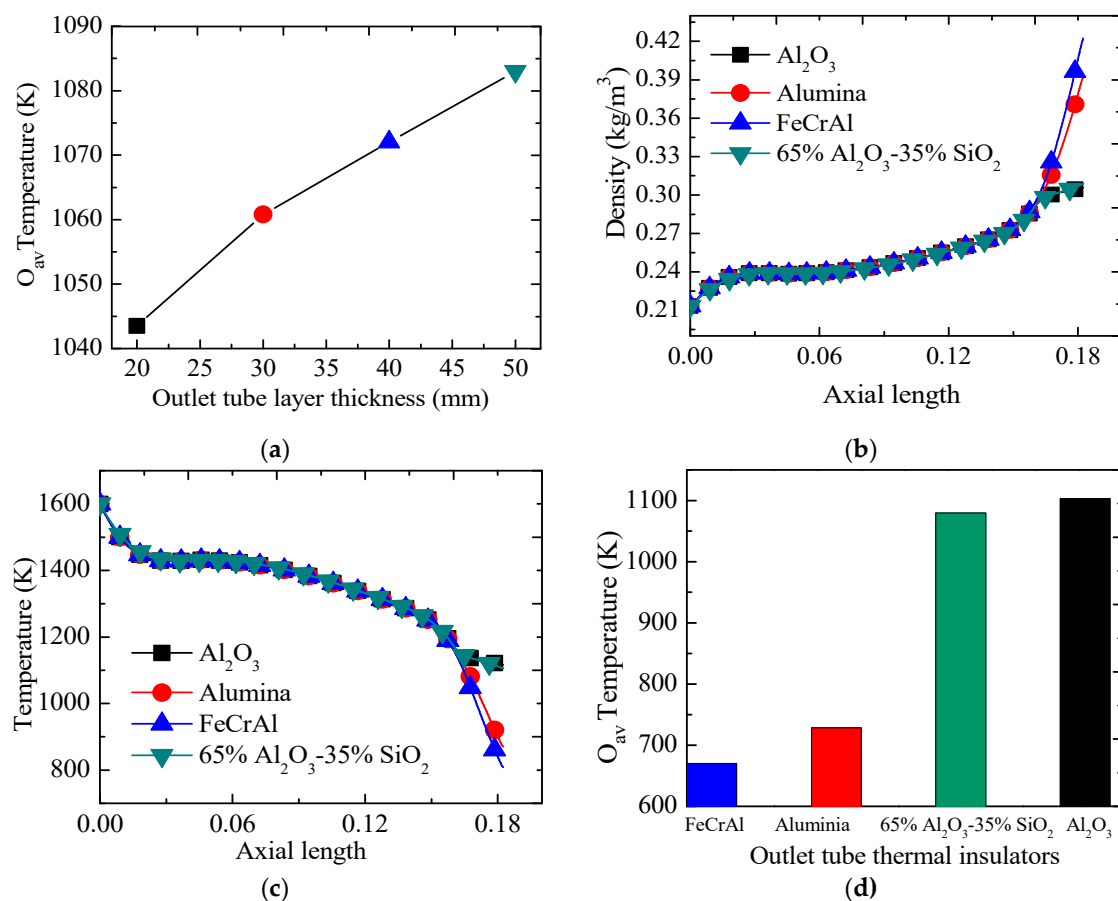 1090
1080
1070
1060
1050
1040
O_av Temperature (K)
20 25 30 35 40 45 50
Outlet tube layer thickness (mm)
(a)
0.42
0.39
0.36
0.33
0.30
0.27
0.24
0.21
Density (kg/m³)
Al₂O₃
Alumina
FeCrAl
65% Al₂O₃-35% SiO₂
0.00 0.06 0.12 0.18
Axial length
(b)
1600
1400
1200
1000
800
Temperature (K)
Al₂O₃
Alumina
FeCrAl
65% Al₂O₃-35% SiO₂
0.00 0.06 0.12 0.18
Axial length
(c)
1100
1000
900
800
700
600
O_av Temperature (K)
FeCrAl Aluminia 65% Al₂O₃-35% SiO₂ Al₂O₃
Outlet tube thermal insulators
(d)